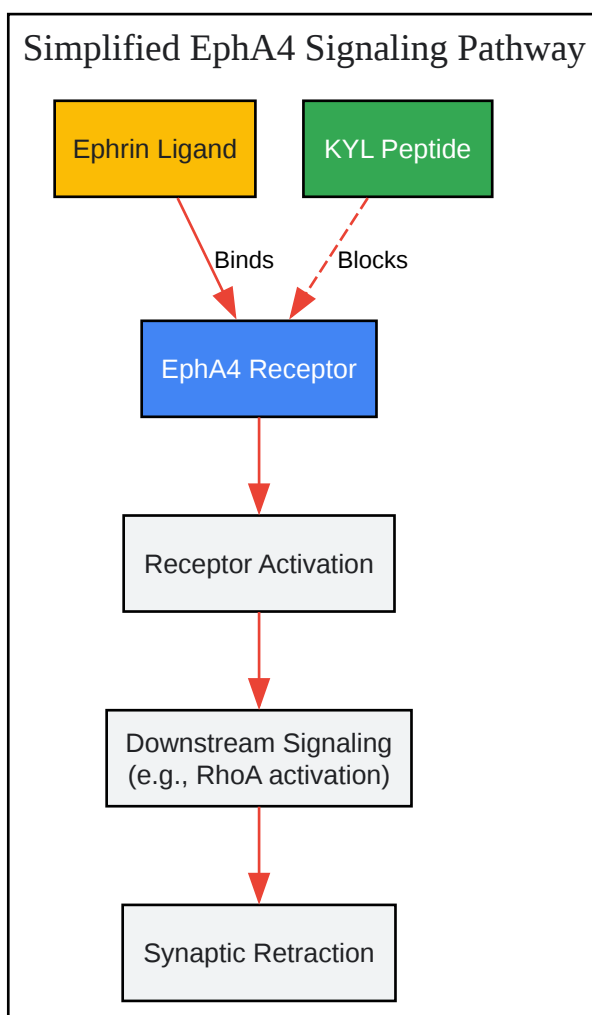 Simplified EphA4 Signaling Pathway
Ephrin Ligand
KYL Peptide
Binds
Blocks
EphA4 Receptor
Receptor Activation
Downstream Signaling
(e.g., RhoA activation)
Synaptic Retraction